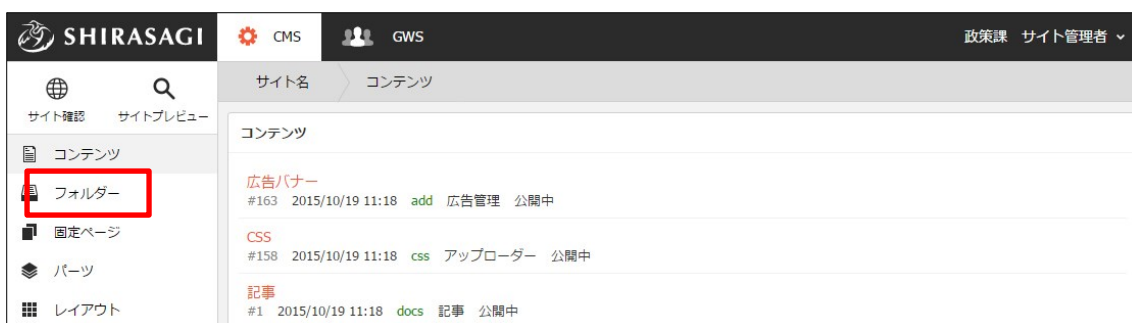 SHIRASAGI CMS GWS 政策課 サイト管理者
サイト確認 サイトプレビュー
サイト名 コンテンツ
コンテンツ
フォルダー
固定ページ
パーツ
レイアウト
コンテンツ
広告バナー
#163 2015/10/19 11:18 add 広告管理 公開中
CSS
#158 2015/10/19 11:18 css アップローダー 公開中
記事
#1 2015/10/19 11:18 docs 記事 公開中